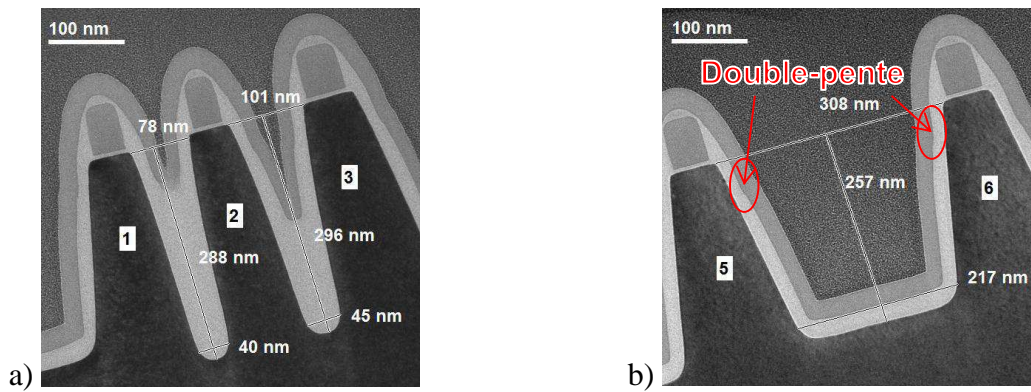 100 nm
101 nm
78 nm
3
2
1
296 nm
288 nm
45 nm
40 nm
a)
100 nm
Double-pente
308 nm
257 nm
6
5
217 nm
b)